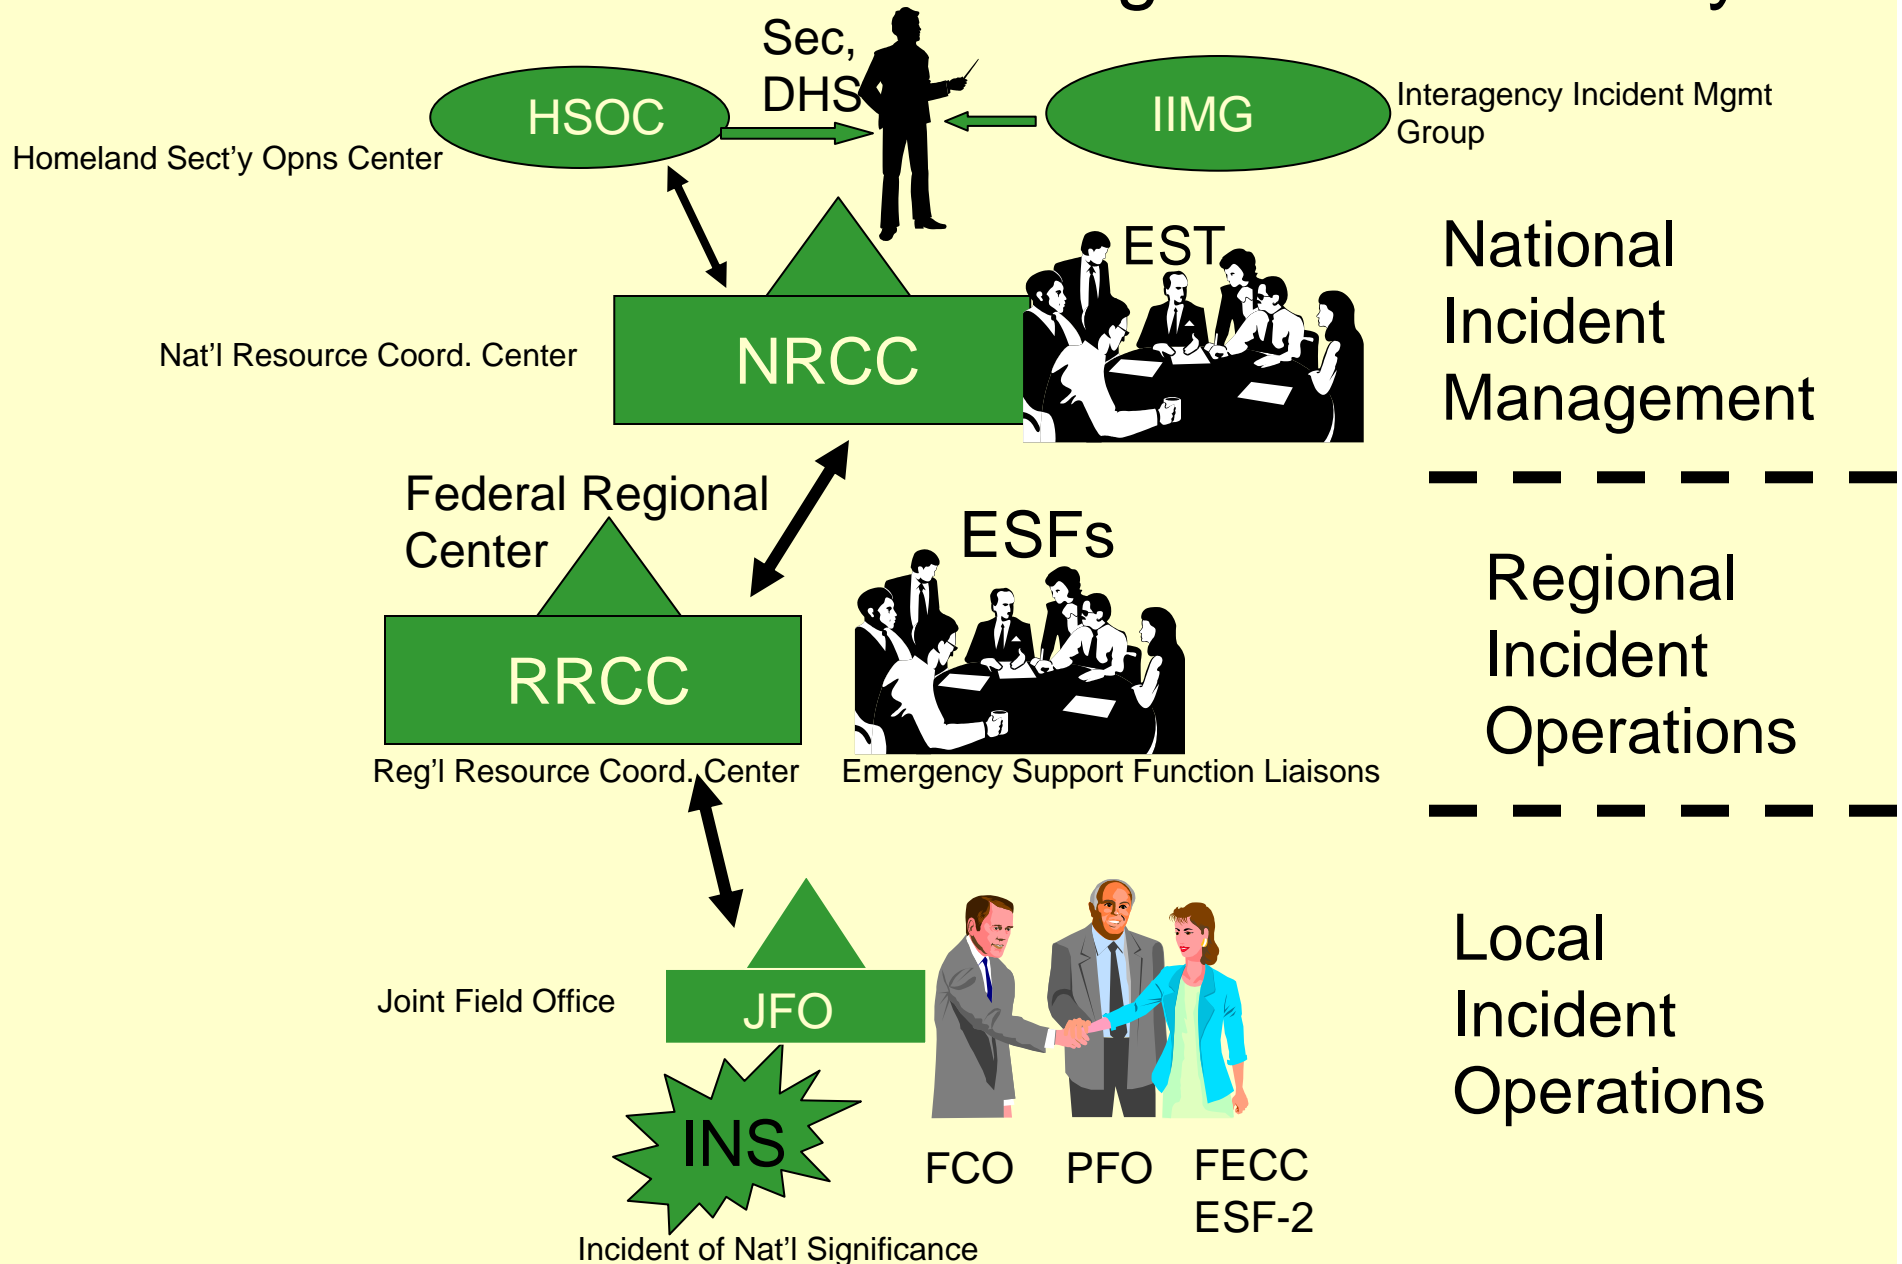 Sec,
DHS
HSOC
IIMG
Interagency Incident Mgmt
Group
Homeland Sect'y Opns Center
EST
National
Incident
Management
Nat'l Resource Coord. Center
NRCC
Federal Regional
Center
ESFs
Regional
Incident
Operations
RRCC
Reg'l Resource Coord. Center
Emergency Support Function Liaisons
Joint Field Office
JFO
Local
Incident
Operations
INS
FCO
PFO
FECC
ESF-2
Incident of Nat'l Significance